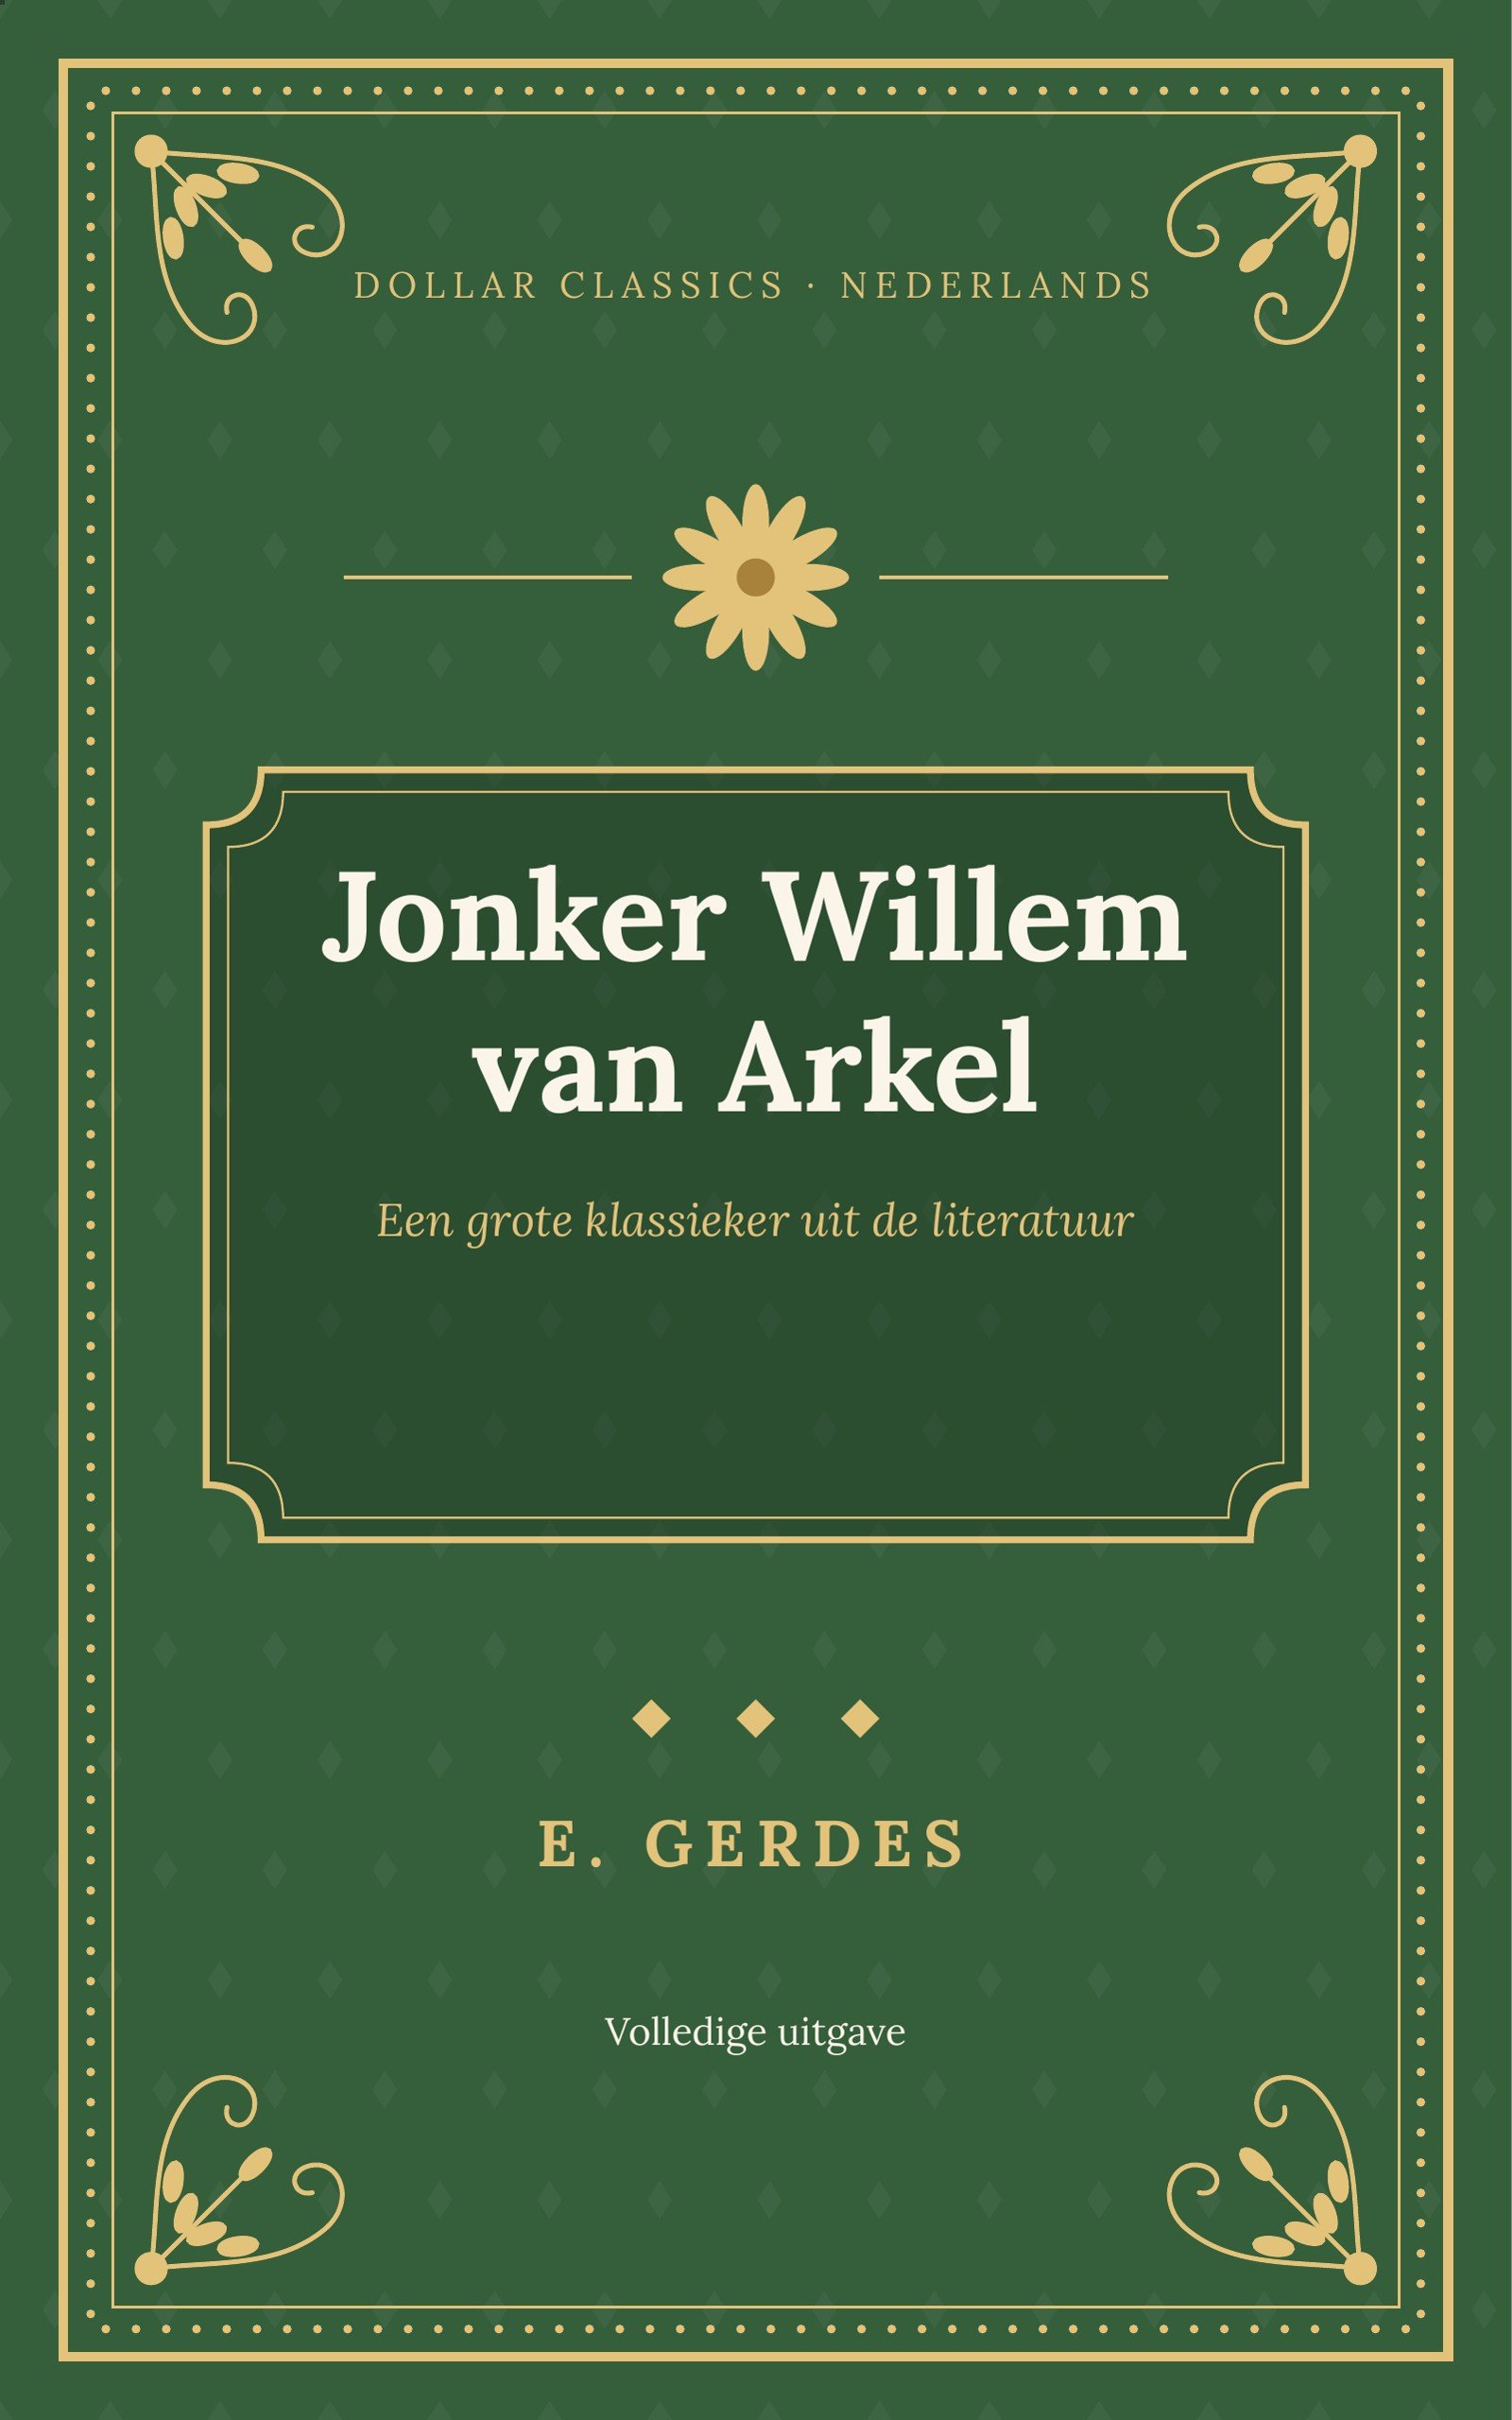 DOLLAR CLASSICS · NEDERLANDS
Jonker Willem
van Arkel
Een grote klassieker uit de literatuur
E. GERDES
Volledige uitgave